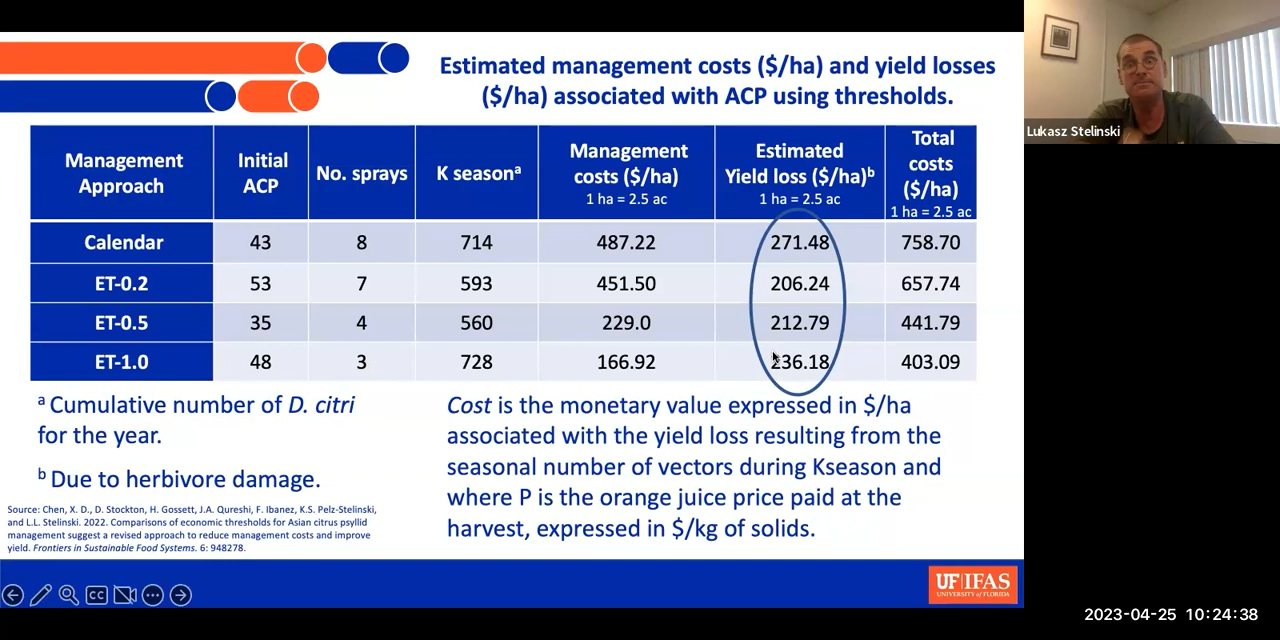 Estimated management costs ($/ha) and yield losses
($/ha) associated with ACP using thresholds.
Management Approach | Initial ACP | No. sprays | K seasonᵃ | Management costs ($/ha) 1 ha = 2.5 ac | Estimated Yield loss ($/ha)ᵇ 1 ha = 2.5 ac | Total costs ($/ha) 1 ha = 2.5 ac
Calendar | 43 | 8 | 714 | 487.22 | 271.48 | 758.70
ET-0.2 | 53 | 7 | 593 | 451.50 | 206.24 | 657.74
ET-0.5 | 35 | 4 | 560 | 229.0 | 212.79 | 441.79
ET-1.0 | 48 | 3 | 728 | 166.92 | 236.18 | 403.09
ᵃ Cumulative number of D. citri
for the year.
ᵇ Due to herbivore damage.
Source: Chen, X. D., D. Stockton, H. Gossett, J.A. Qureshi, F. Ibanez, K.S. Pelz-Stelinski,
and L.L. Stelinski. 2022. Comparisons of economic thresholds for Asian citrus psyllid
management suggest a revised approach to reduce management costs and improve
yield. Frontiers in Sustainable Food Systems. 6: 948278.
Cost is the monetary value expressed in $/ha
associated with the yield loss resulting from the
seasonal number of vectors during Kseason and
where P is the orange juice price paid at the
harvest, expressed in $/kg of solids.
CC
UF|IFAS
UNIVERSITY of FLORIDA
Lukasz Stelinski
2023-04-25 10:24:38